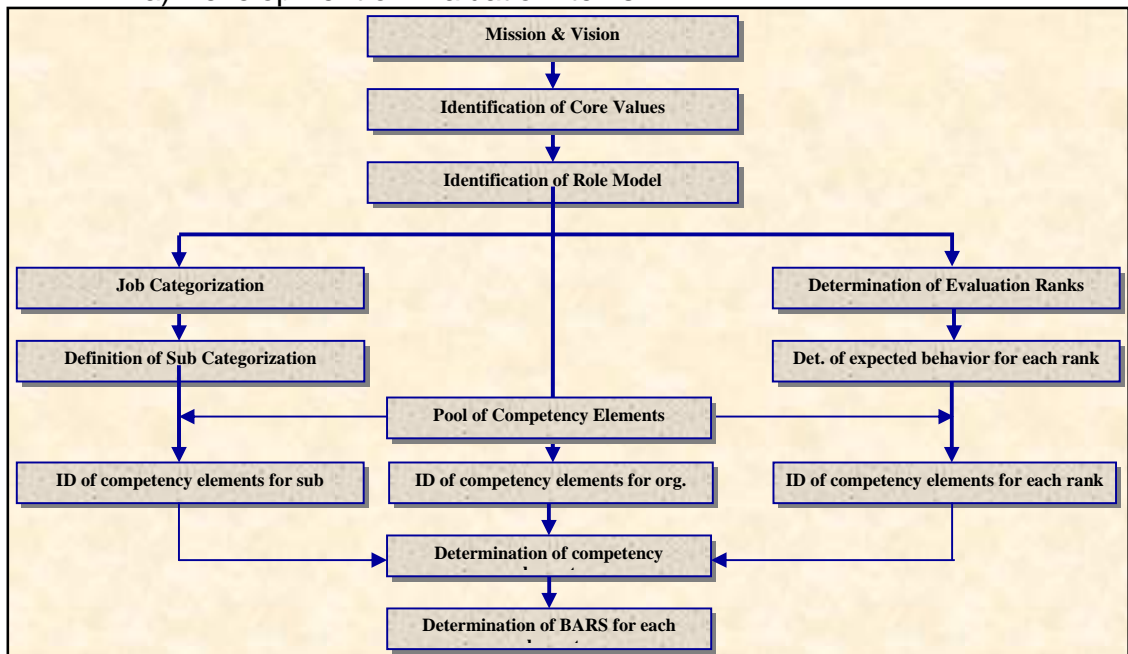 Mission & Vision
Identification of Core Values
Identification of Role Model
Job Categorization
Determination of Evaluation Ranks
Definition of Sub Categorization
Det. of expected behavior for each rank
Pool of Competency Elements
ID of competency elements for sub
ID of competency elements for org.
ID of competency elements for each rank
Determination of competency
Determination of BARS for each